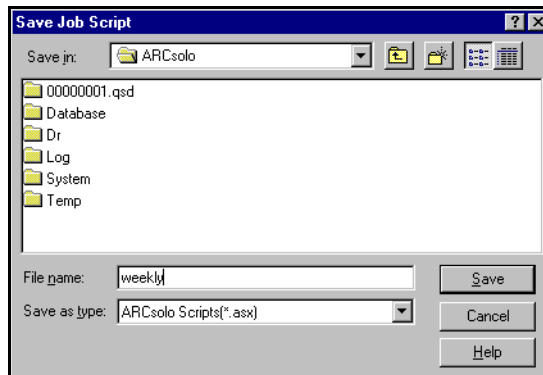 Save Job Script
Save in: ARCsolo
00000001.qsd
Database
Dr
Log
System
Temp
File name: weekly Save
Save as type: ARCsolo Scripts(*.asx) Cancel
Help